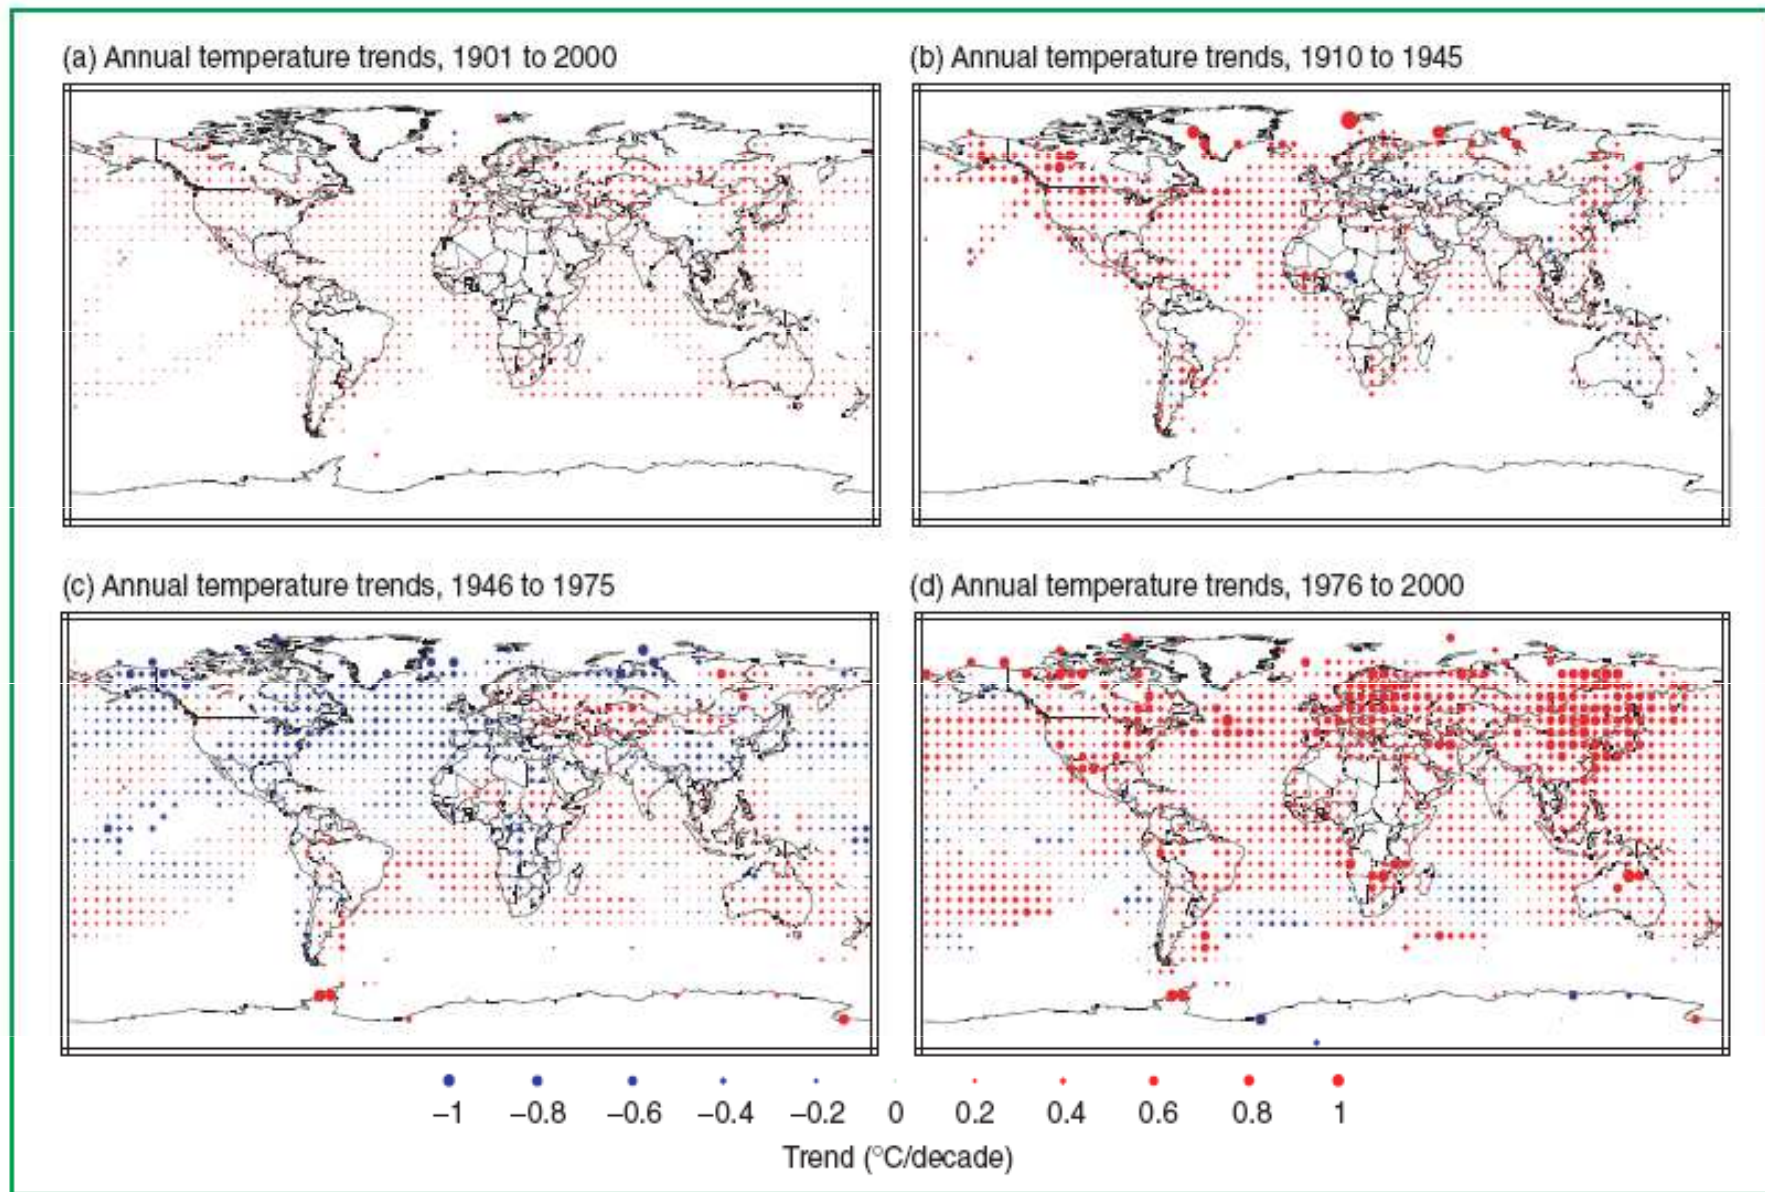 (a) Annual temperature trends, 1901 to 2000
(b) Annual temperature trends, 1910 to 1945
(c) Annual temperature trends, 1946 to 1975
(d) Annual temperature trends, 1976 to 2000
–1 –0.8 –0.6 –0.4 –0.2 0 0.2 0.4 0.6 0.8 1
Trend (°C/decade)